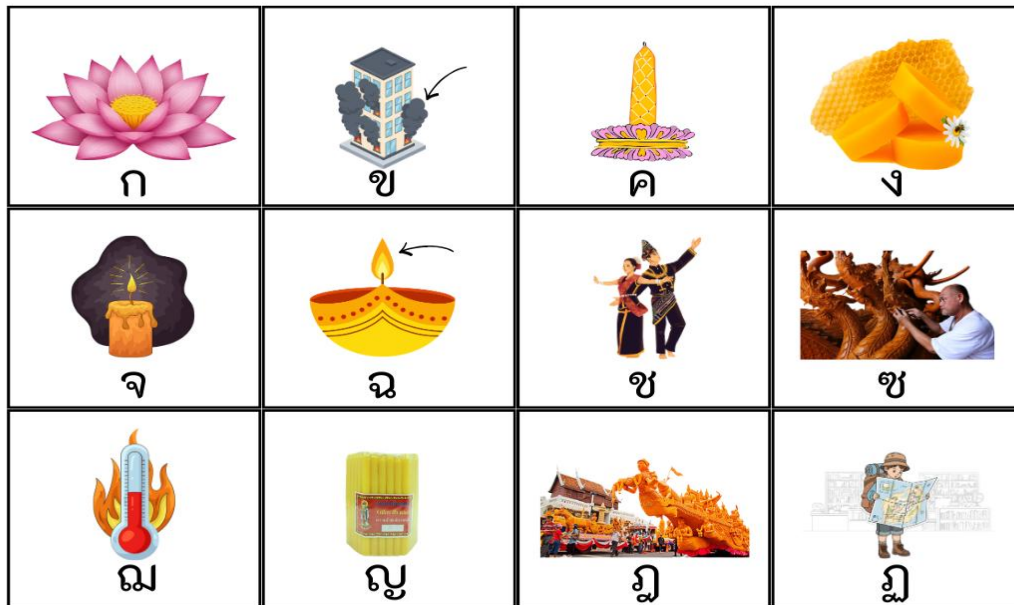 ก ข ค ง
จ ฉ ช ซ
ฌ ญ ฎ ฏ